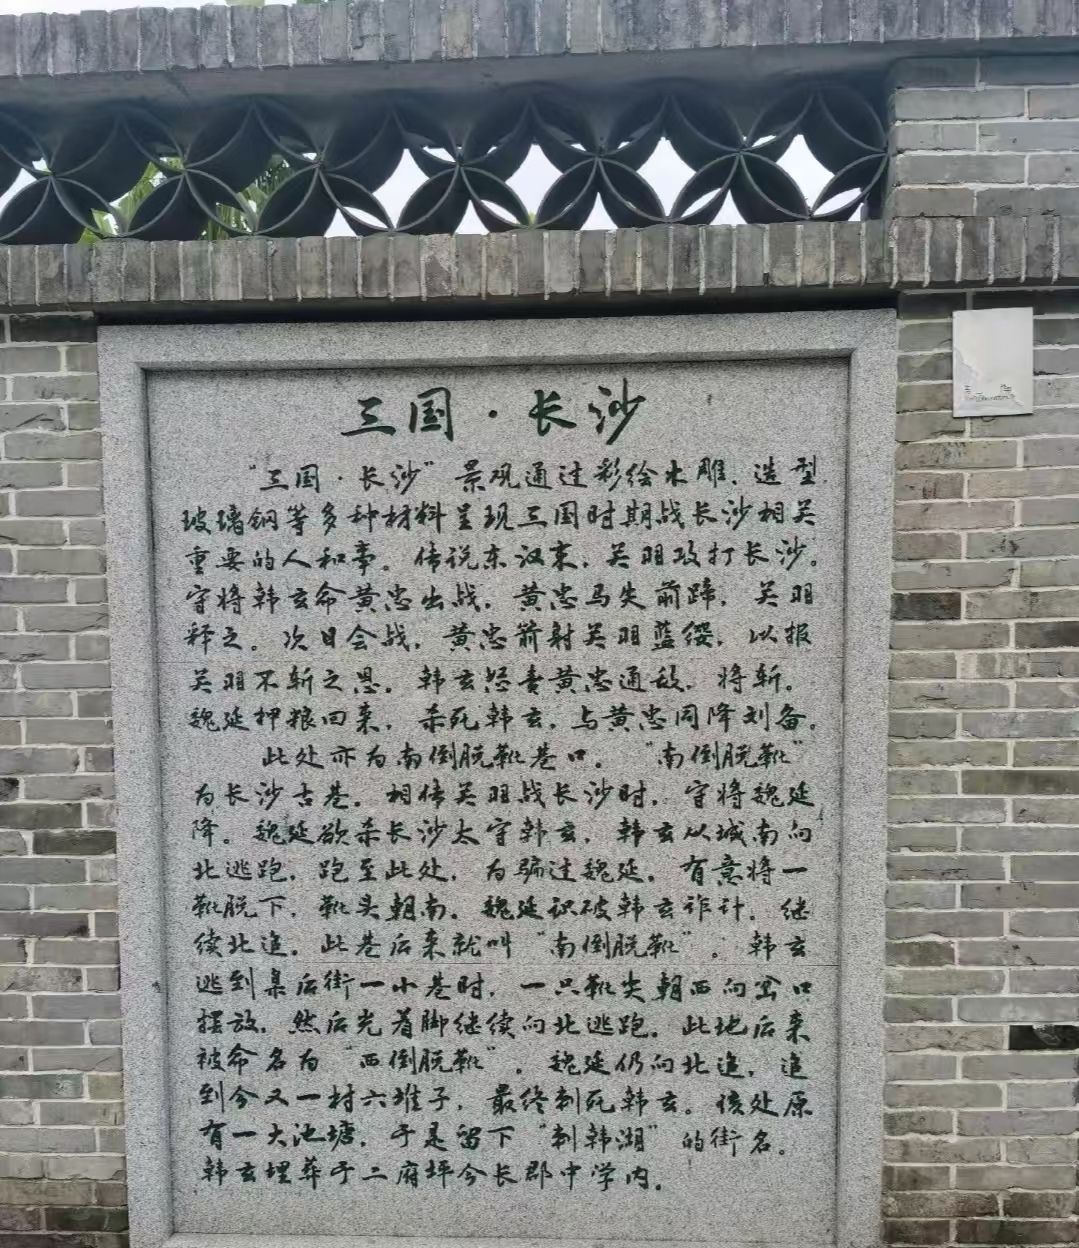 三国·长沙
“三国·长沙”景观通过彩绘木雕、造型
玻璃钢等多种材料呈现三国时期战长沙相关
重要的人和事。传说东汉末，关羽攻打长沙。
守将韩玄命黄忠出战，黄忠马失前蹄，关羽
释之。次日会战，黄忠箭射关羽蓝缨，以报
关羽不斩之恩。韩玄怒责黄忠通敌，将斩。
魏延押粮回来，杀死韩玄，与黄忠同降刘备。
此处亦为南倒脱靴巷口。“南倒脱靴”
为长沙古巷。相传关羽战长沙时，守将魏延
降。魏延欲杀长沙太守韩玄，韩玄从城南向
北逃跑，跑至此处，为骗过魏延，有意将一
靴脱下，靴头朝南。魏延识破韩玄诈计，继
续北追。此巷后来就叫“南倒脱靴”。韩玄
逃到臬后街一小巷时，一只靴尖朝西向岔口
摆放，然后光着脚继续向北逃跑。此地后来
被命名为“西倒脱靴”。魏延仍向北追，追
到今又一村六堆子，最终刺死韩玄。该处原
有一大池塘，于是留下“刺韩湖”的街名。
韩玄埋葬于二府坪今长郡中学内。